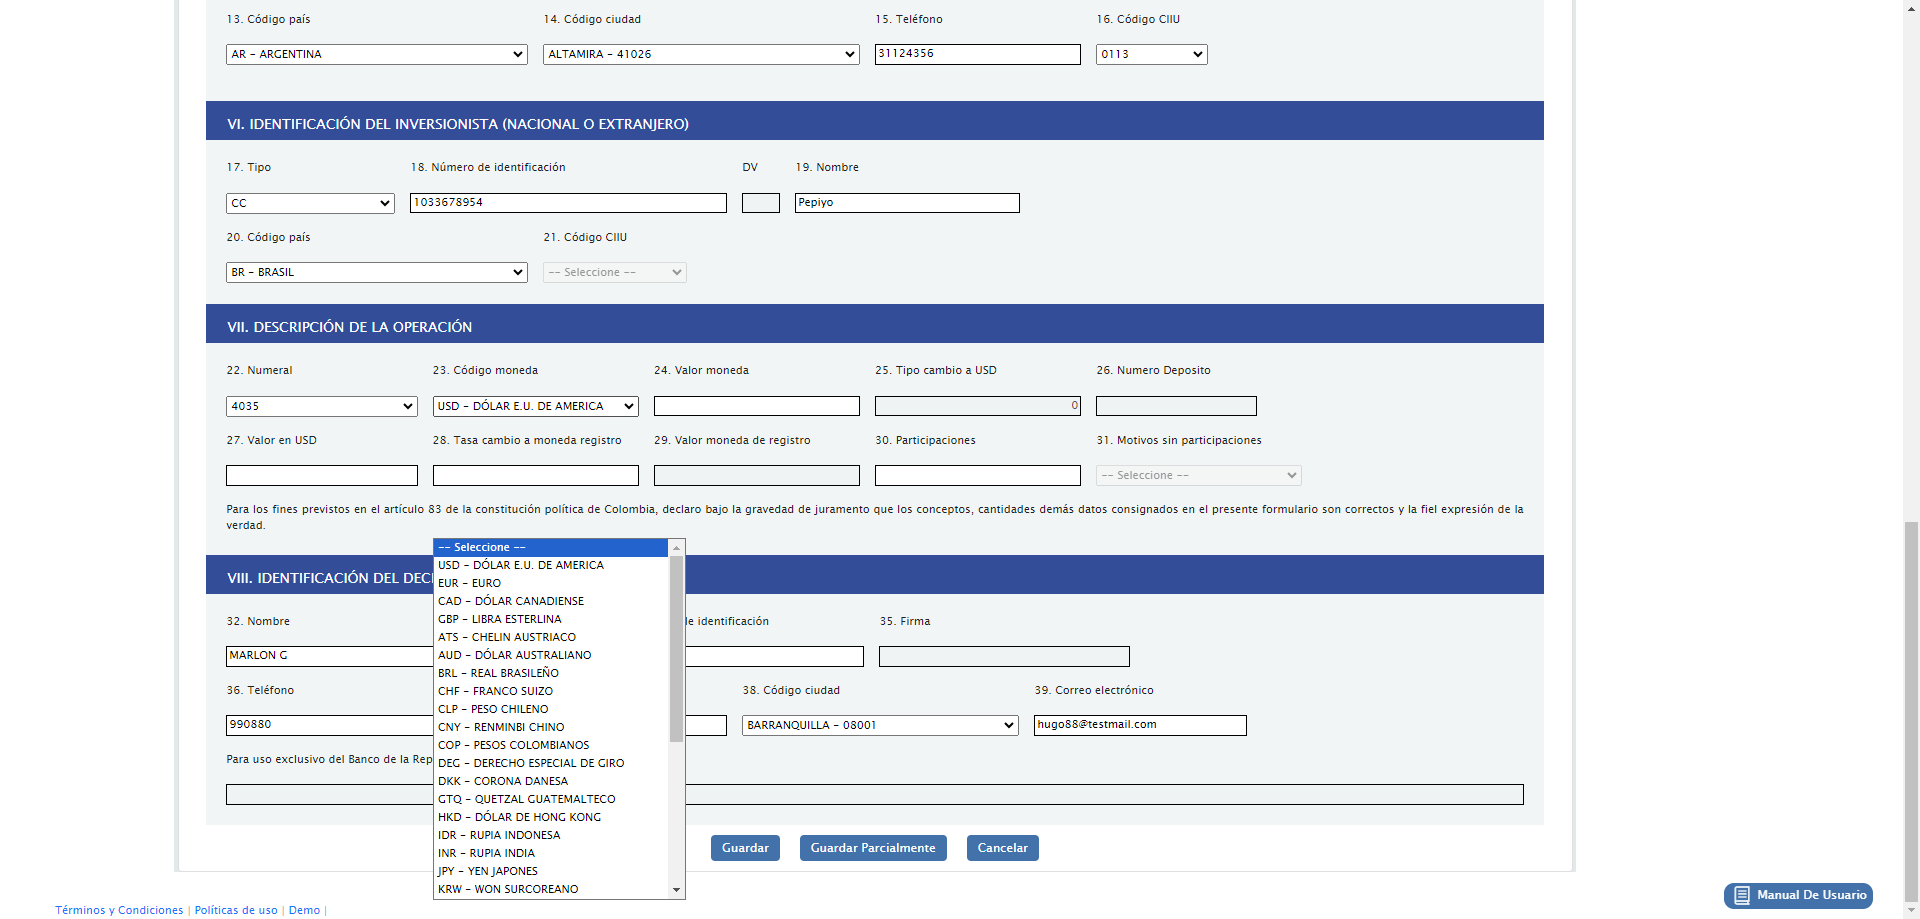 13. Código país 14. Código ciudad 15. Teléfono 16. Código CIIU
AR - ARGENTINA ALTAMIRA - 41026 31124356 0113
VI. IDENTIFICACIÓN DEL INVERSIONISTA (NACIONAL O EXTRANJERO)
17. Tipo 18. Número de identificación DV 19. Nombre
CC 1033678954 Pepiyo
20. Código país 21. Código CIIU
BR - BRASIL -- Seleccione --
VII. DESCRIPCIÓN DE LA OPERACIÓN
22. Numeral 23. Código moneda 24. Valor moneda 25. Tipo cambio a USD 26. Numero Deposito
4035 USD - DÓLAR E.U. DE AMERICA 0
27. Valor en USD 28. Tasa cambio a moneda registro 29. Valor moneda de registro 30. Participaciones 31. Motivos sin participaciones
-- Seleccione --
Para los fines previstos en el artículo 83 de la constitución política de Colombia, declaro bajo la gravedad de juramento que los conceptos, cantidades demás datos consignados en el presente formulario son correctos y la fiel expresión de la
verdad.
-- Seleccione --
USD - DÓLAR E.U. DE AMERICA
EUR - EURO
CAD - DÓLAR CANADIENSE
GBP - LIBRA ESTERLINA
ATS - CHELIN AUSTRIACO
AUD - DÓLAR AUSTRALIANO
BRL - REAL BRASILEÑO
CHF - FRANCO SUIZO
CLP - PESO CHILENO
CNY - RENMINBI CHINO
COP - PESOS COLOMBIANOS
DEG - DERECHO ESPECIAL DE GIRO
DKK - CORONA DANESA
GTQ - QUETZAL GUATEMALTECO
HKD - DÓLAR DE HONG KONG
IDR - RUPIA INDONESA
INR - RUPIA INDIA
JPY - YEN JAPONES
KRW - WON SURCOREANO
VIII. IDENTIFICACIÓN DEL DEC
32. Nombre de identificación 35. Firma
MARLON G
36. Teléfono 38. Código ciudad 39. Correo electrónico
990880 BARRANQUILLA - 08001 hugo88@testmail.com
Para uso exclusivo del Banco de la Rep
Guardar Guardar Parcialmente Cancelar
Manual De Usuario
Términos y Condiciones | Políticas de uso | Demo |